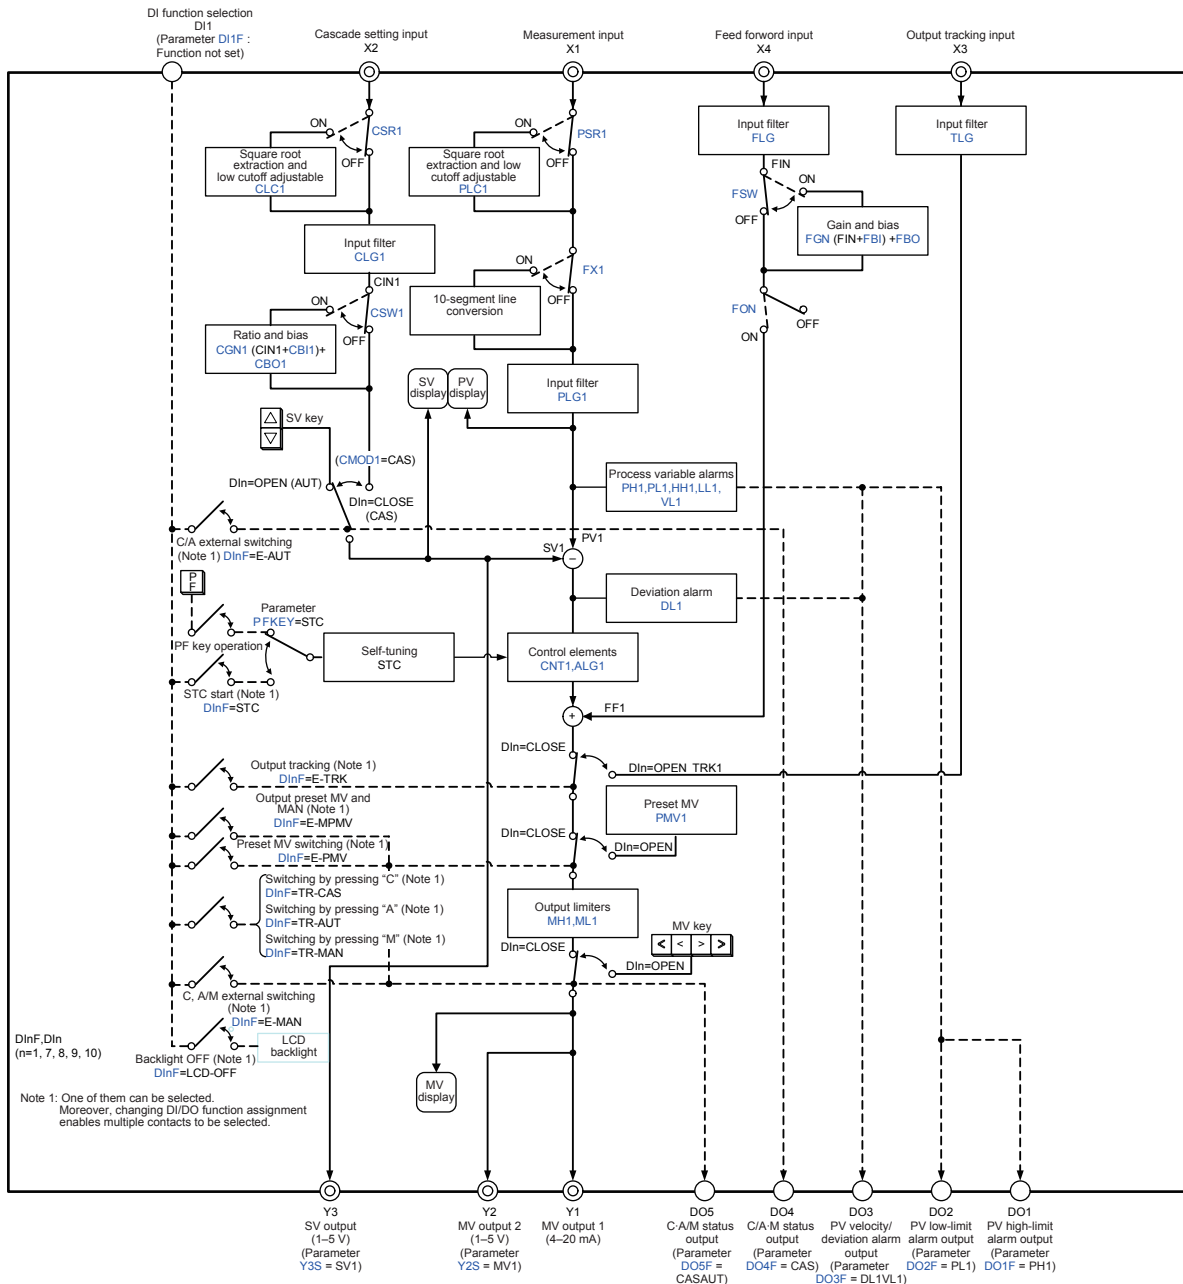 DI function selection
DI1
(Parameter DI1F :
Function not set)
Cascade setting input
X2
Measurement input
X1
Feed forword input
X4
Output tracking input
X3
ON
CSR1
OFF
Square root
extraction and
low cutoff adjustable
CLC1
ON
PSR1
OFF
Square root
extraction and low
cutoff adjustable
PLC1
Input filter
FLG
Input filter
TLG
FIN
ON
FSW
OFF
Gain and bias
FGN (FIN+FBI) +FBO
Input filter
CLG1
CIN1
ON
CSW1
OFF
Ratio and bias
CGN1 (CIN1+CBI1)+
CBO1
ON
FX1
OFF
10-segment line
conversion
FON
OFF
ON
SV
display
PV
display
Input filter
PLG1
SV key
(CMOD1=CAS)
DIn=OPEN (AUT)
DIn=CLOSE
(CAS)
Process variable alarms
PH1,PL1,HH1,LL1,
VL1
C/A external switching
(Note 1) DInF=E-AUT
SV1
PV1
–
P
F
Deviation alarm
DL1
Parameter
PFKEY=STC
PF key operation
Self-tuning
STC
Control elements
CNT1,ALG1
STC start (Note 1)
DInF=STC
+
FF1
DIn=CLOSE
Output tracking (Note 1)
DInF=E-TRK
DIn=OPEN TRK1
Output preset MV and
MAN (Note 1)
DInF=E-MPMV
Preset MV
PMV1
DIn=CLOSE
DIn=OPEN
Preset MV switching (Note 1)
DInF=E-PMV
Switching by pressing “C” (Note 1)
DInF=TR-CAS
Switching by pressing “A” (Note 1)
DInF=TR-AUT
Switching by pressing “M” (Note 1)
DInF=TR-MAN
Output limiters
MH1,ML1
MV key
< < > >
DIn=CLOSE
DIn=OPEN
C, A/M external switching
(Note 1)
DInF=E-MAN
DInF,DIn
(n=1, 7, 8, 9, 10)
LCD
backlight
Backlight OFF (Note 1)
DInF=LCD-OFF
MV
display
Note 1: One of them can be selected.
Moreover, changing DI/DO function assignment
enables multiple contacts to be selected.
Y3
SV output
(1–5 V)
(Parameter
Y3S = SV1)
Y2
MV output 2
(1–5 V)
(Parameter
Y2S = MV1)
Y1
MV output 1
(4–20 mA)
DO5
C·A/M status
output
(Parameter
DO5F =
CASAUT)
DO4
C/A·M status
output
(Parameter
DO4F = CAS)
DO3
PV velocity/
deviation alarm
output
(Parameter
DO3F = DL1VL1)
DO2
PV low-limit
alarm output
(Parameter
DO2F = PL1)
DO1
PV high-limit
alarm output
(Parameter
DO1F = PH1)